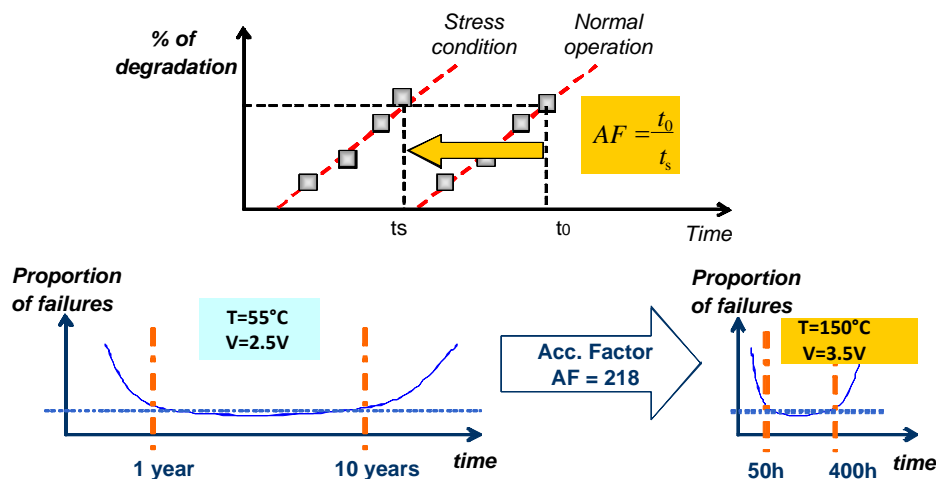 % of
degradation
Stress
condition
Normal
operation
AF = t₀ / tₛ
ts
t0
Time
Proportion
of failures
T=55°C
V=2.5V
1 year
10 years
time
Acc. Factor
AF = 218
Proportion
of failures
T=150°C
V=3.5V
50h
400h
time